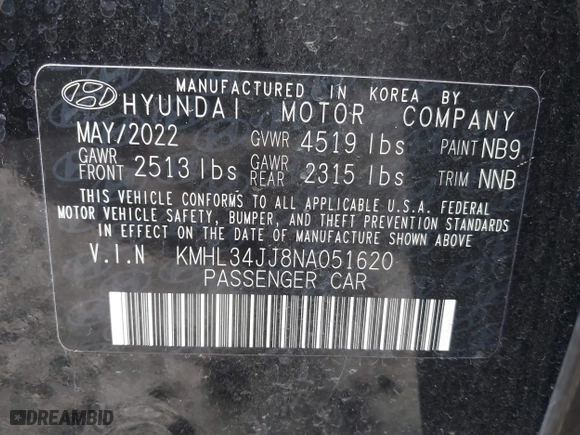 MANUFACTURED IN KOREA BY
HYUNDAI MOTOR COMPANY
MAY/2022 GVWR 4519 lbs PAINT NB9
GAWR FRONT 2513 lbs GAWR REAR 2315 lbs TRIM NNB
THIS VEHICLE CONFORMS TO ALL APPLICABLE U.S.A. FEDERAL
MOTOR VEHICLE SAFETY, BUMPER, AND THEFT PREVENTION STANDARDS
IN EFFECT ON THE DATE OF MANUFACTURE SHOWN ABOVE
V.I.N KMHL34JJ8NA051620
PASSENGER CAR
DREAMBID